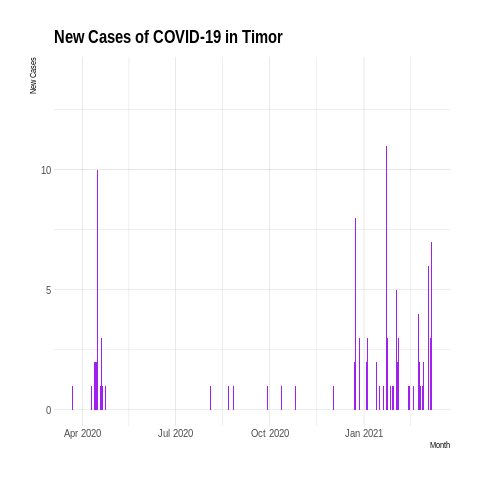 New Cases of COVID-19 in Timor
New Cases
10
5
0
Apr 2020 Jul 2020 Oct 2020 Jan 2021
Month